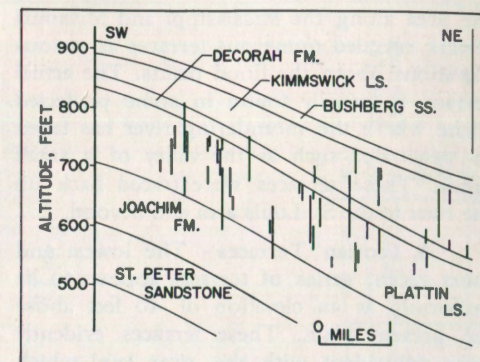 SW
NE
900
DECORAH FM.
KIMMSWICK LS.
800
BUSHBERG SS.
ALTITUDE, FEET
700
JOACHIM
FM.
600
ST. PETER
SANDSTONE
PLATTIN
LS.
500
0
MILES